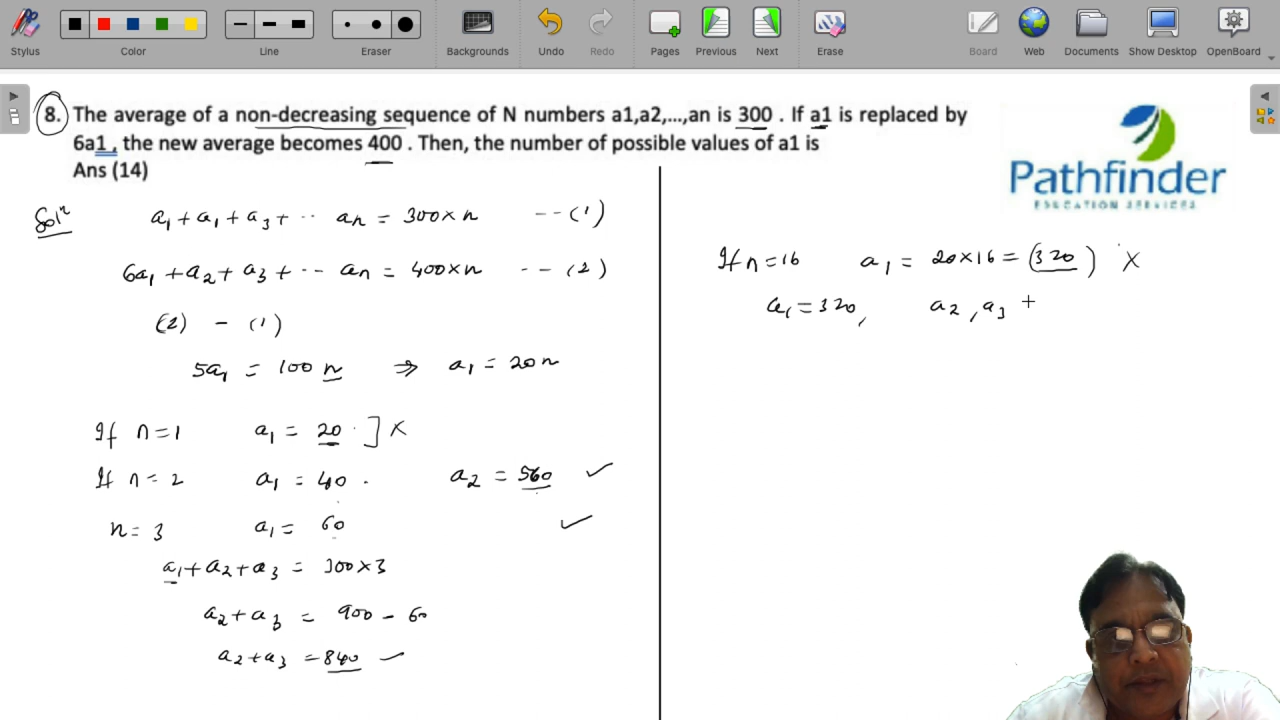 Stylus Color Line Eraser Backgrounds Undo Redo Pages Previous Next Erase Board Web Documents Show Desktop OpenBoard
8. The average of a non-decreasing sequence of N numbers a1,a2,...,an is 300 . If a1 is replaced by
6a1 , the new average becomes 400 . Then, the number of possible values of a1 is
Ans (14)
Pathfinder
EDUCATION SERVICES
Solⁿ a₁ + a₁ + a₃ + ·· aₙ = 300 × n --(1)
6a₁ + a₂ + a₃ + ·· aₙ = 400 × n --(2)
(2) - (1)
5a₁ = 100 n ⇒ a₁ = 20 n
If n = 1 a₁ = 20 · ] ×
If n = 2 a₁ = 40 . a₂ = 560 ✓
n = 3 a₁ = 60 ✓
a₁ + a₂ + a₃ = 300 × 3
a₂ + a₃ = 900 - 60
a₂ + a₃ = 840 ✓
If n = 16 a₁ = 20 × 16 = (320) ×
a₁ = 320, a₂ , a₃ +